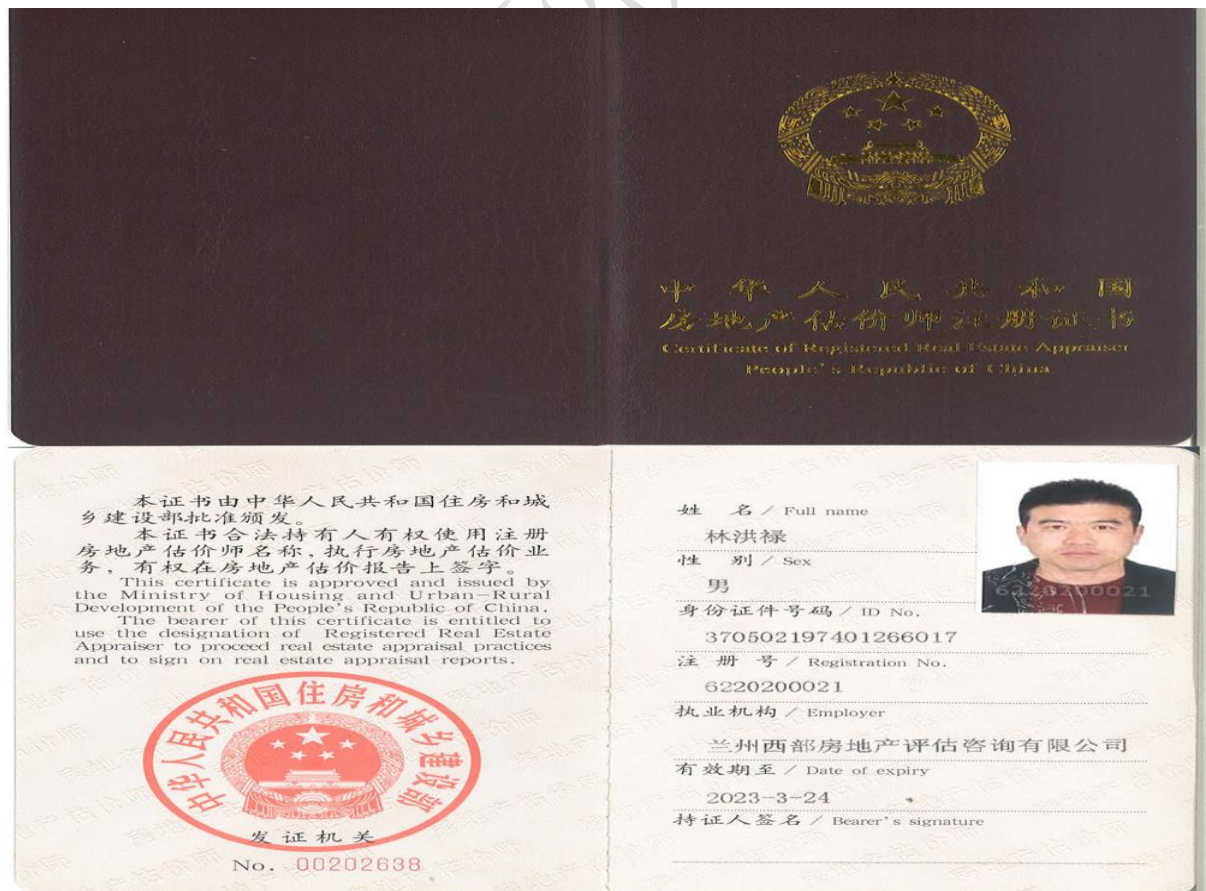 中华人民共和国
房地产估价师注册证书
Certificate of Registered Real Estate Appraiser
People's Republic of China
本证书由中华人民共和国住房和城
乡建设部批准颁发。
本证书合法持有人有权使用注册
房地产估价师名称，执行房地产估价业
务，有权在房地产估价报告上签字。
This certificate is approved and issued by
the Ministry of Housing and Urban-Rural
Development of the People's Republic of China.
The bearer of this certificate is entitled to
use the designation of Registered Real Estate
Appraiser to proceed real estate appraisal practices
and to sign on real estate appraisal reports.
中华人民共和国住房和城乡建设部
发证机关
No. 00202638
姓 名 / Full name
林洪禄
性 别 / Sex
男
身份证件号码 / ID No.
370502197401266017
注 册 号 / Registration No.
6220200021
执业机构 / Employer
兰州西部房地产评估咨询有限公司
有效期至 / Date of expiry
2023-3-24
持证人签名 / Bearer's signature
6220200021